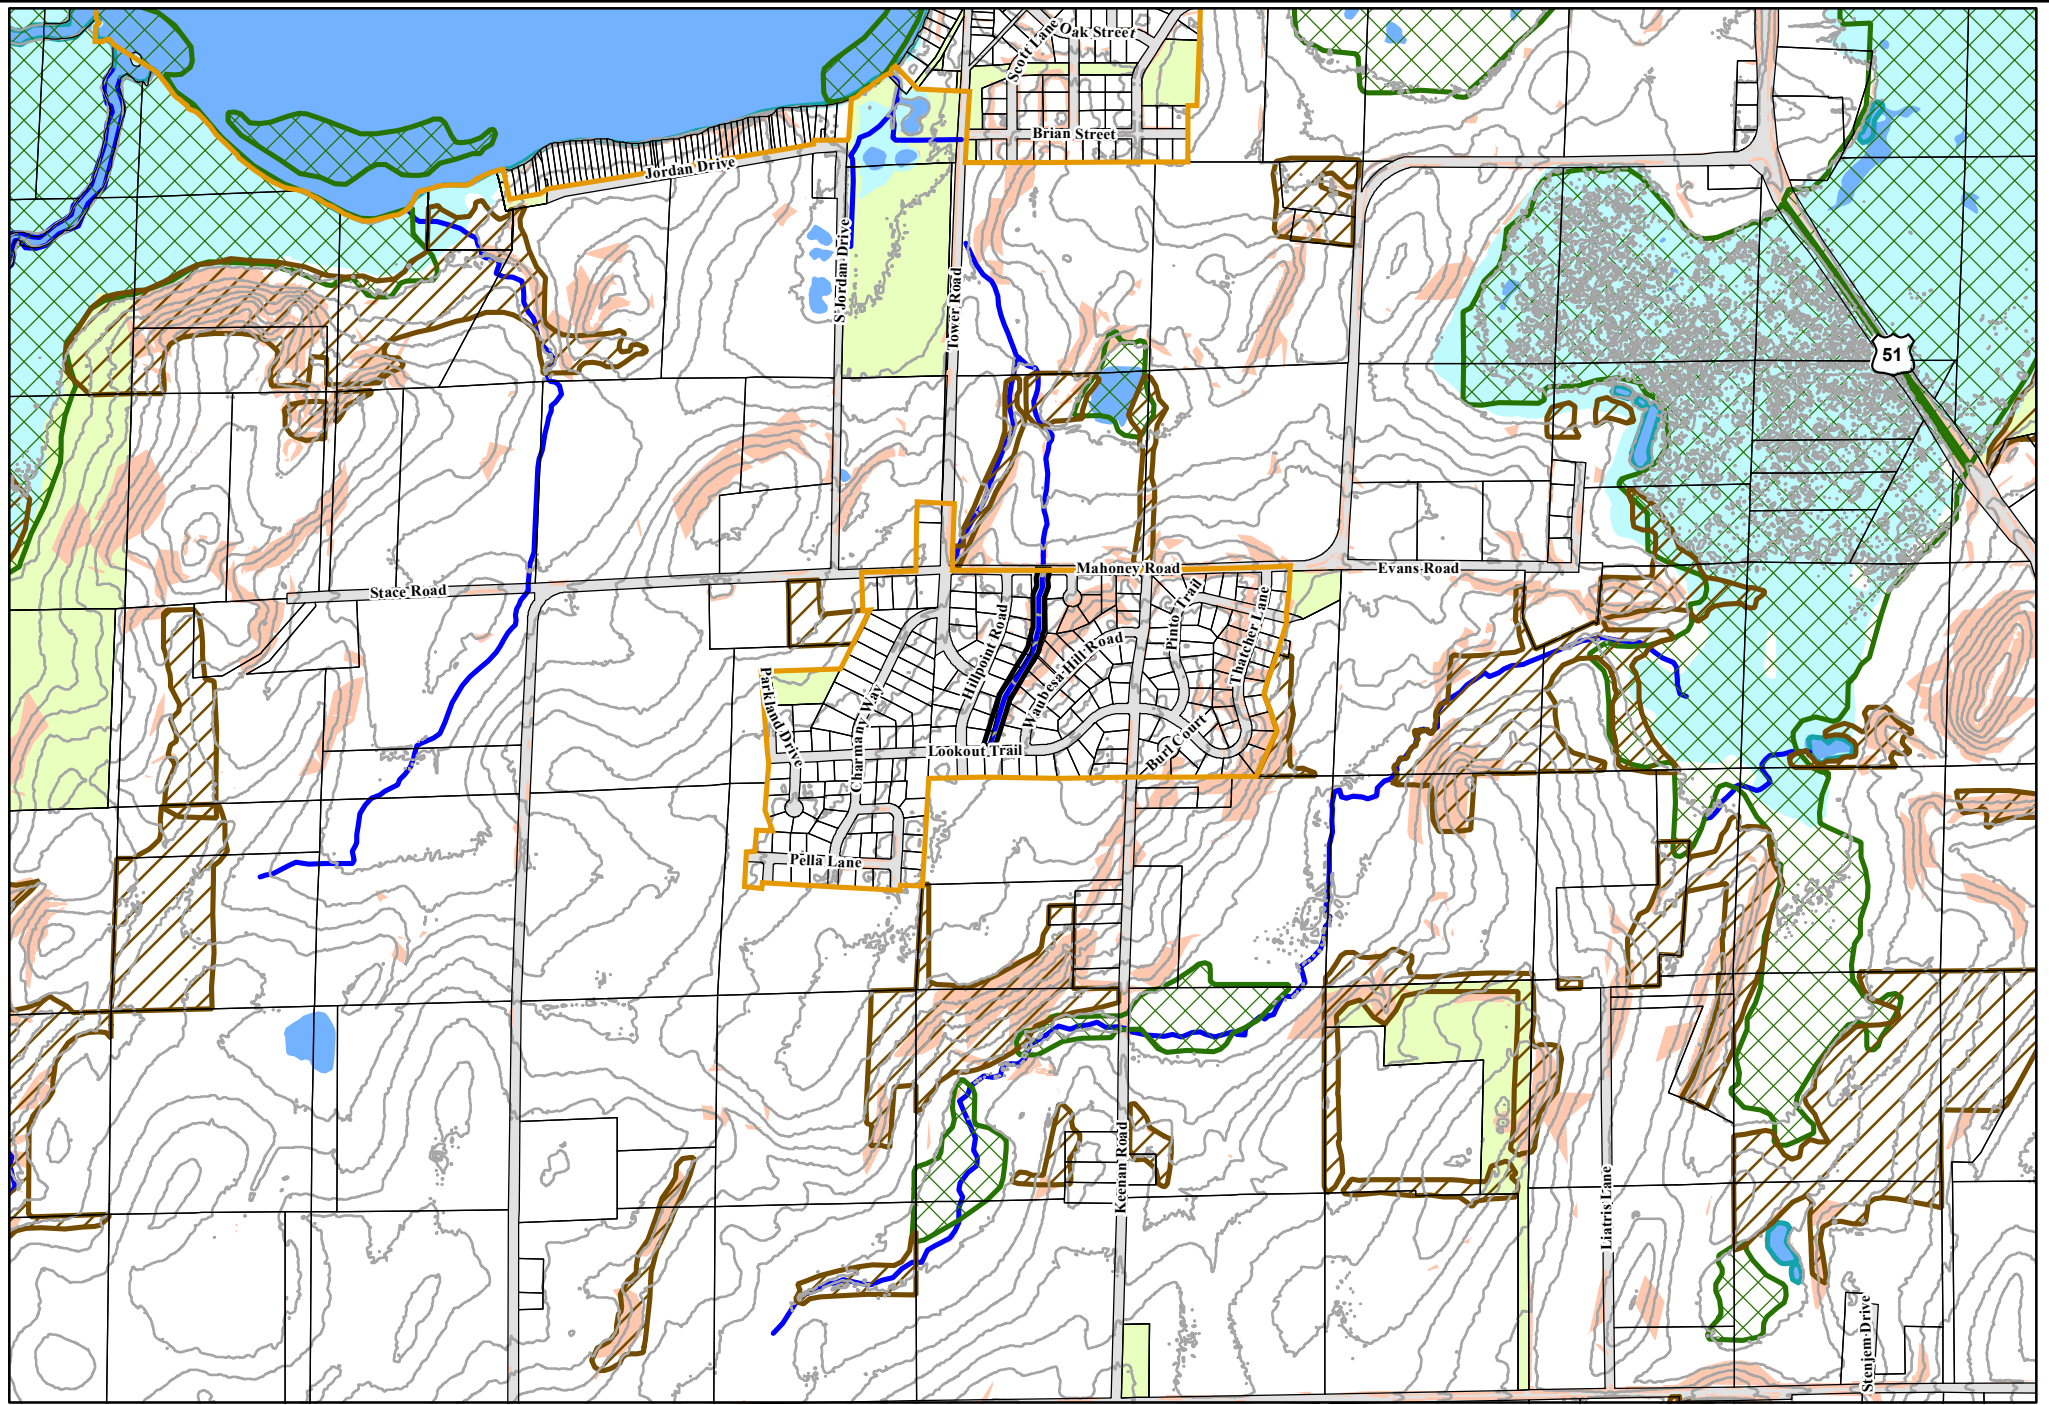 Oak Street
Scott Lane
Brian Street
Jordan Drive
S Jordan Drive
Tower Road
51
Mahoney Road
Evans Road
Stace Road
Pinto Trail
Thatcher Lane
Hillpoint Road
Waubesa Hill Road
Parkland Drive
Charmany Way
Lookout Trail
Burl Court
Pella Lane
Keenan Road
Liatris Lane
Stenjem Drive